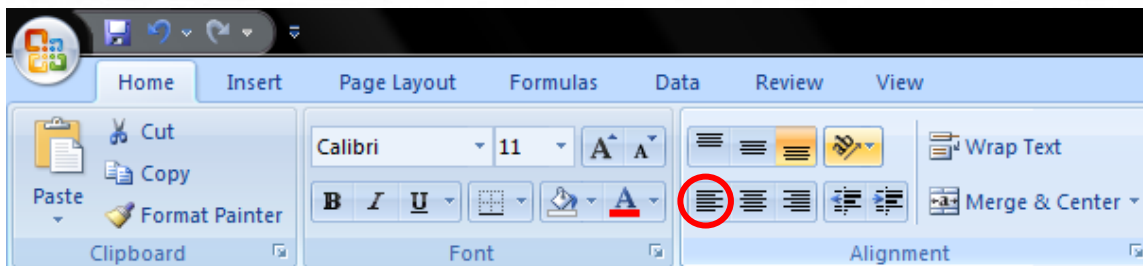 Home Insert Page Layout Formulas Data Review View
Cut
Calibri 11 A A Wrap Text
Copy
Paste
B I U A Merge & Center
Format Painter
Clipboard Font Alignment